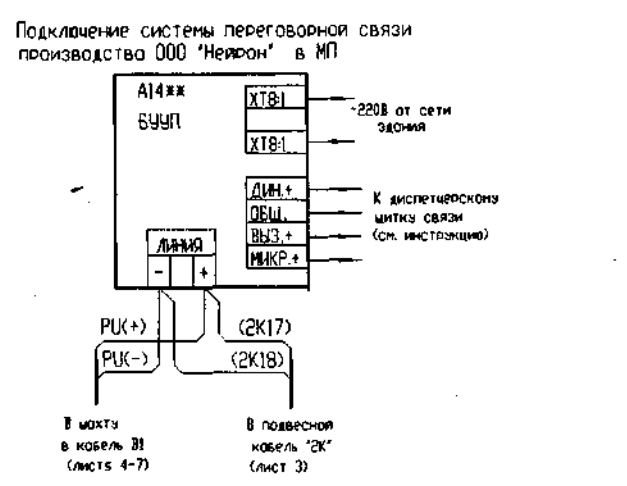 Подключение системы переговорной связи
производства ООО "Нейрон" в МП
А14**
БУУП
ХТ8:1
ХТ8:1
~220В от сети
здания
ДИН.+
ОБЩ.
ВЫЗ.+
МИКР.+
К диспетчерскому
щитку связи
(см. инструкцию)
ЛИНИЯ
- +
PU(+)
(2К17)
PU(-)
(2К18)
В шахту
в кабель В1
(листs 4-7)
В подвесной
кабель "2К"
(лист 3)